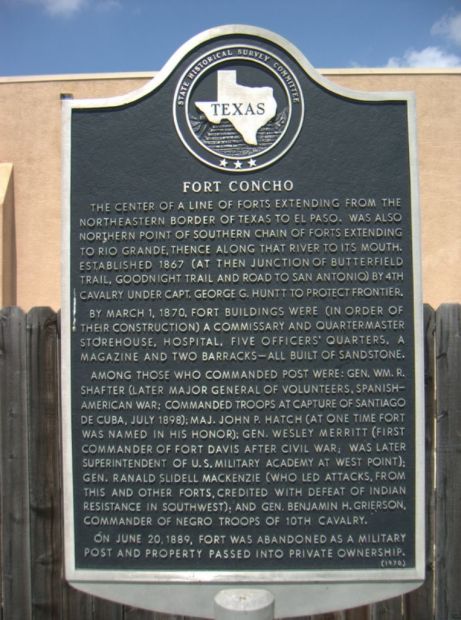 STATE HISTORICAL SURVEY COMMITTEE
TEXAS
FORT CONCHO
THE CENTER OF A LINE OF FORTS EXTENDING FROM THE
NORTHEASTERN BORDER OF TEXAS TO EL PASO. WAS ALSO
NORTHERN POINT OF SOUTHERN CHAIN OF FORTS EXTENDING
TO RIO GRANDE, THENCE ALONG THAT RIVER TO ITS MOUTH.
ESTABLISHED 1867 (AT THEN JUNCTION OF BUTTERFIELD
TRAIL, GOODNIGHT TRAIL AND ROAD TO SAN ANTONIO) BY 4TH
CAVALRY UNDER CAPT. GEORGE G. HUNTT TO PROTECT FRONTIER.
BY MARCH 1, 1870, FORT BUILDINGS WERE (IN ORDER OF
THEIR CONSTRUCTION) A COMMISSARY AND QUARTERMASTER
STOREHOUSE, HOSPITAL, FIVE OFFICERS' QUARTERS, A
MAGAZINE AND TWO BARRACKS—ALL BUILT OF SANDSTONE.
AMONG THOSE WHO COMMANDED POST WERE: GEN. WM. R.
SHAFTER (LATER MAJOR GENERAL OF VOLUNTEERS, SPANISH-
AMERICAN WAR; COMMANDED TROOPS AT CAPTURE OF SANTIAGO
DE CUBA, JULY 1898); MAJ. JOHN P. HATCH (AT ONE TIME FORT
WAS NAMED IN HIS HONOR); GEN. WESLEY MERRITT (FIRST
COMMANDER OF FORT DAVIS AFTER CIVIL WAR; WAS LATER
SUPERINTENDENT OF U.S. MILITARY ACADEMY AT WEST POINT);
GEN. RANALD SLIDELL MACKENZIE (WHO LED ATTACKS, FROM
THIS AND OTHER FORTS, CREDITED WITH DEFEAT OF INDIAN
RESISTANCE IN SOUTHWEST); AND GEN. BENJAMIN H. GRIERSON,
COMMANDER OF NEGRO TROOPS OF 10TH CAVALRY.
ON JUNE 20, 1889, FORT WAS ABANDONED AS A MILITARY
POST AND PROPERTY PASSED INTO PRIVATE OWNERSHIP.
(1970)